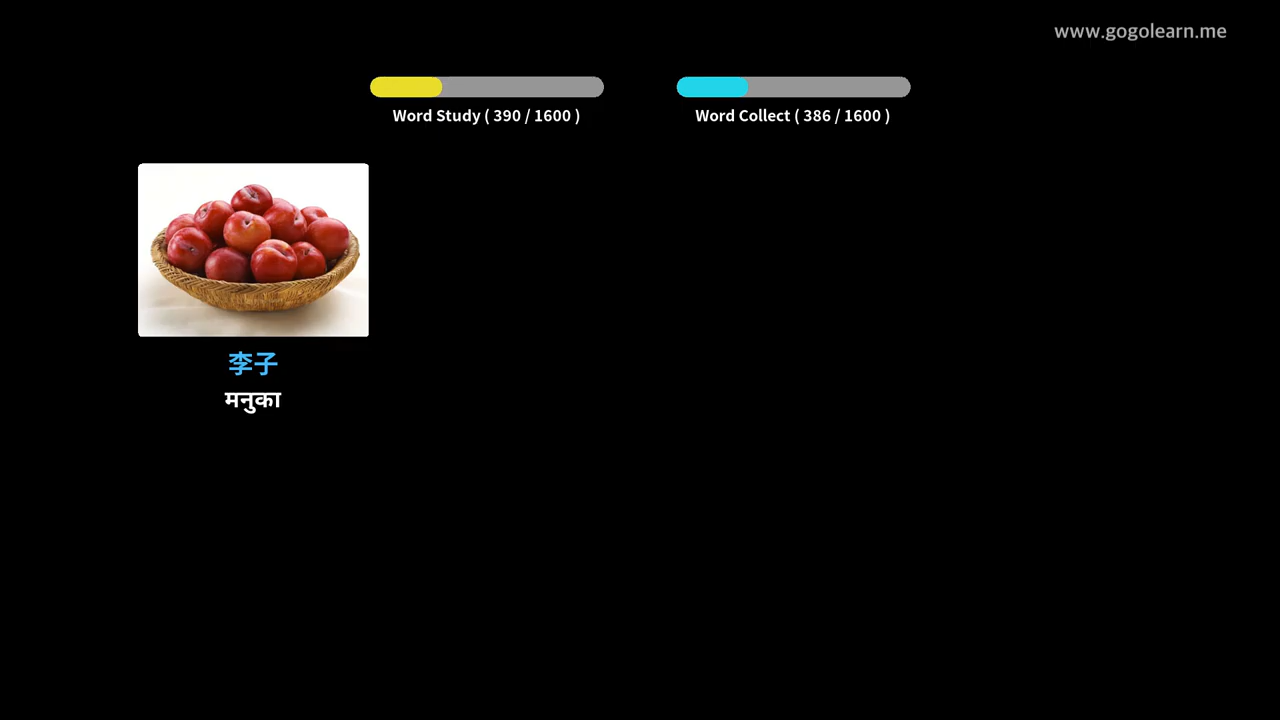 www.gogolearn.me
Word Study ( 390 / 1600 )
Word Collect ( 386 / 1600 )
李子
मनुका